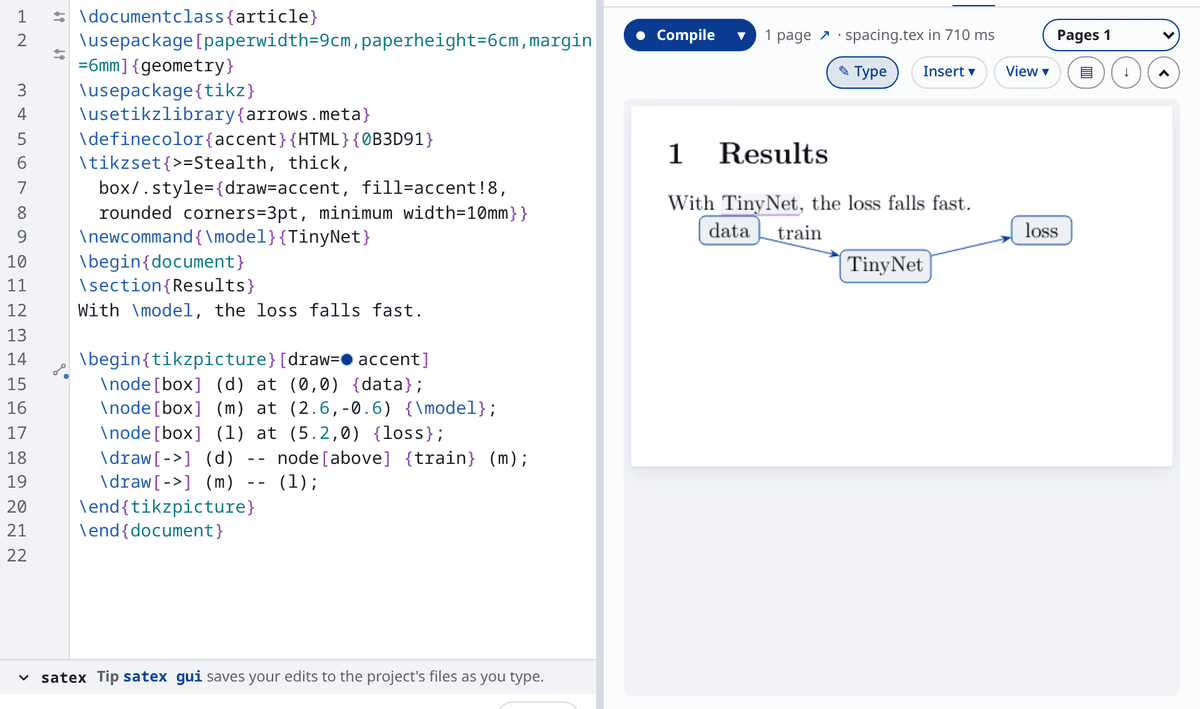 1 \documentclass{article}
2 \usepackage[paperwidth=9cm,paperheight=6cm,margin
=6mm]{geometry}
3 \usepackage{tikz}
4 \usetikzlibrary{arrows.meta}
5 \definecolor{accent}{HTML}{0B3D91}
6 \tikzset{>=Stealth, thick,
7   box/.style={draw=accent, fill=accent!8,
8   rounded corners=3pt, minimum width=10mm}}
9 \newcommand{\model}{TinyNet}
10 \begin{document}
11 \section{Results}
12 With \model, the loss falls fast.
13
14 \begin{tikzpicture}[draw=accent]
15   \node[box] (d) at (0,0) {data};
16   \node[box] (m) at (2.6,-0.6) {\model};
17   \node[box] (l) at (5.2,0) {loss};
18   \draw[->] (d) -- node[above] {train} (m);
19   \draw[->] (m) -- (l);
20 \end{tikzpicture}
21 \end{document}
22
satex Tip satex gui saves your edits to the project's files as you type.
Compile ▾ 1 page ↗ · spacing.tex in 710 ms Pages 1
✎ Type Insert ▾ View ▾ ▤ ↓
1 Results
With TinyNet, the loss falls fast.
data train loss
TinyNet